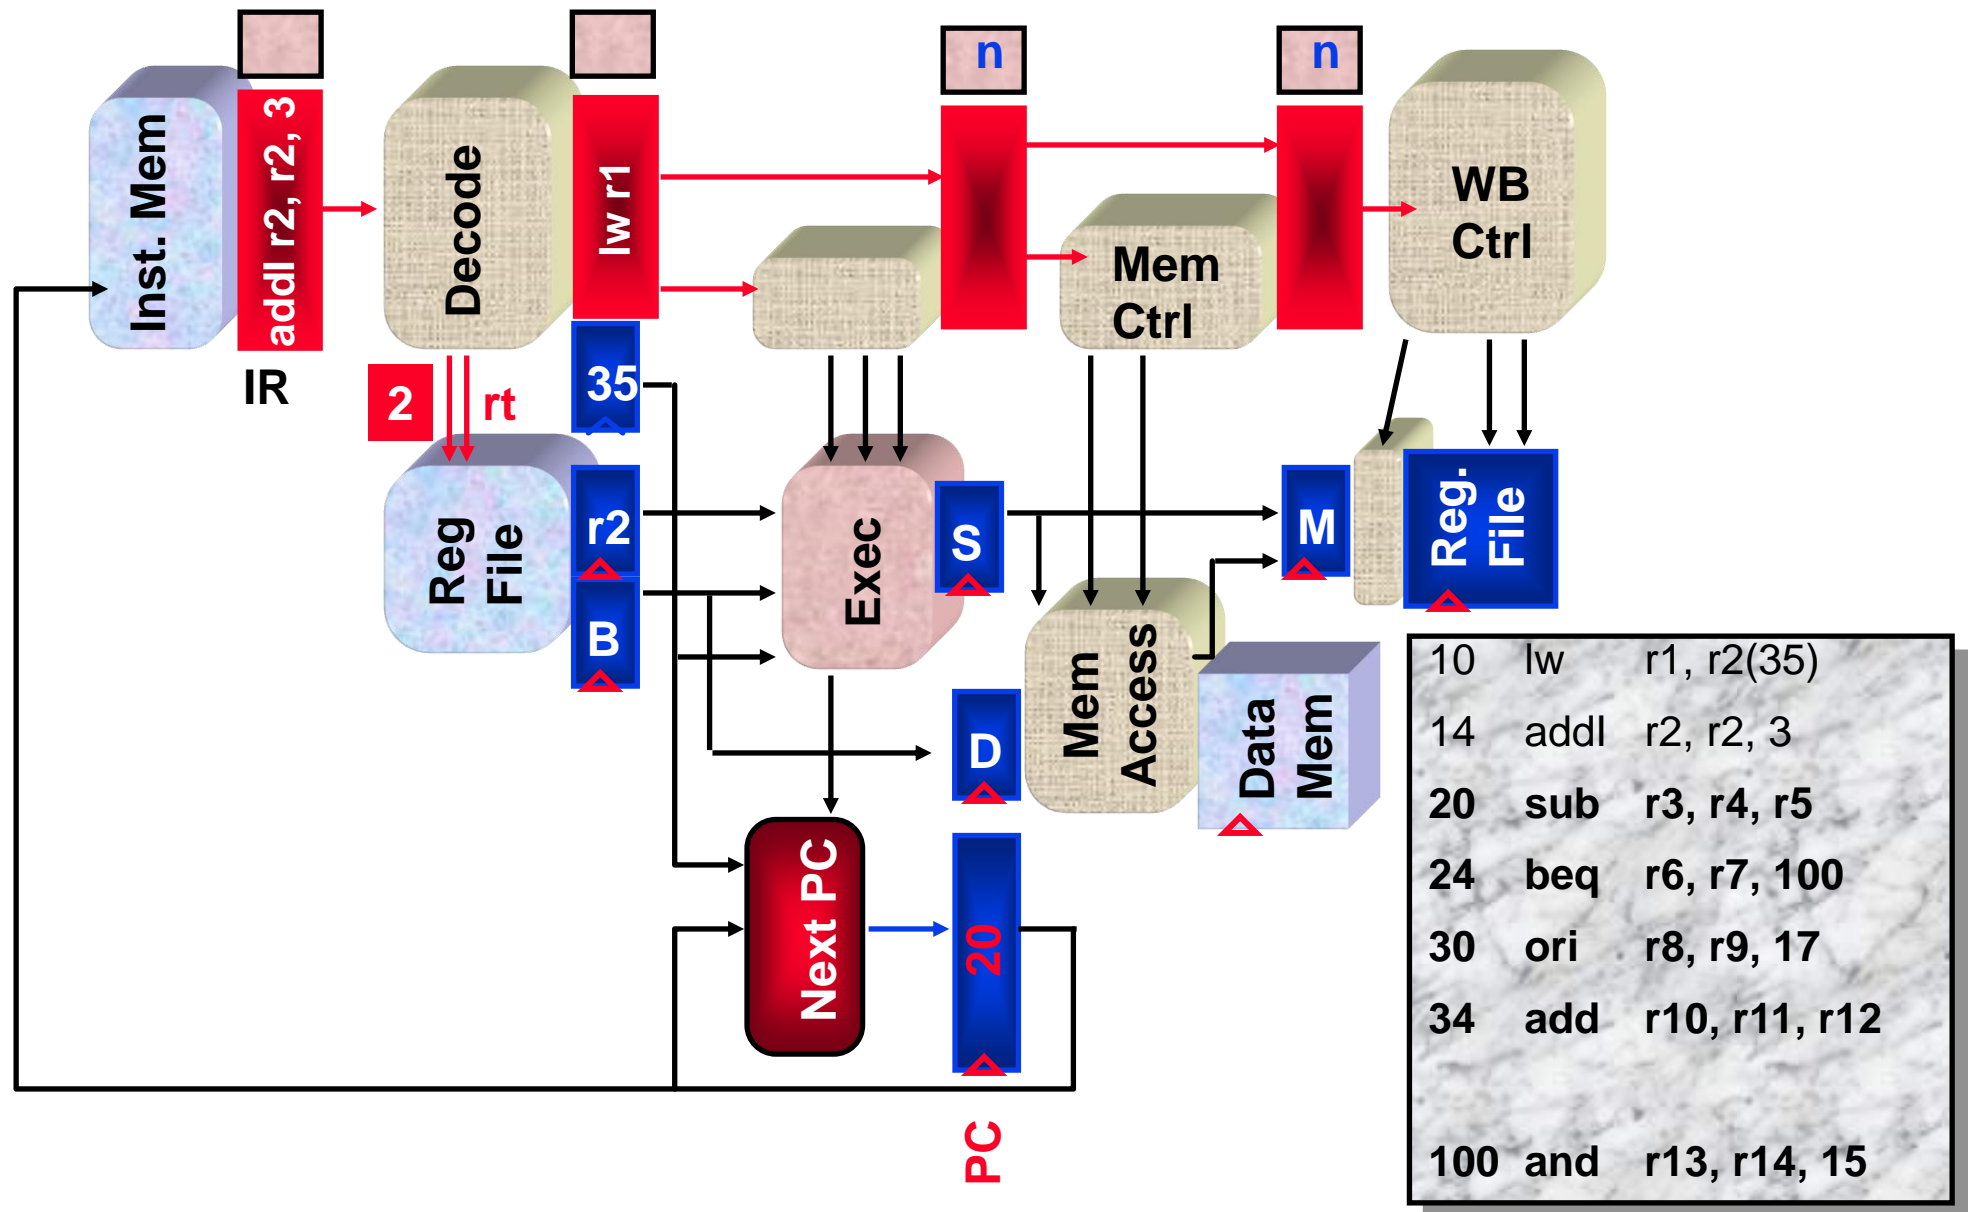 n
n
Inst. Mem
addI r2, r2, 3
Decode
lw r1
WB
Ctrl
Mem
Ctrl
IR
2
rt
35
Reg
File
r2
B
Exec
S
M
Reg.
File
Mem
Access
D
Data
Mem
Next PC
20
PC
10 lw r1, r2(35)
14 addI r2, r2, 3
20 sub r3, r4, r5
24 beq r6, r7, 100
30 ori r8, r9, 17
34 add r10, r11, r12
100 and r13, r14, 15